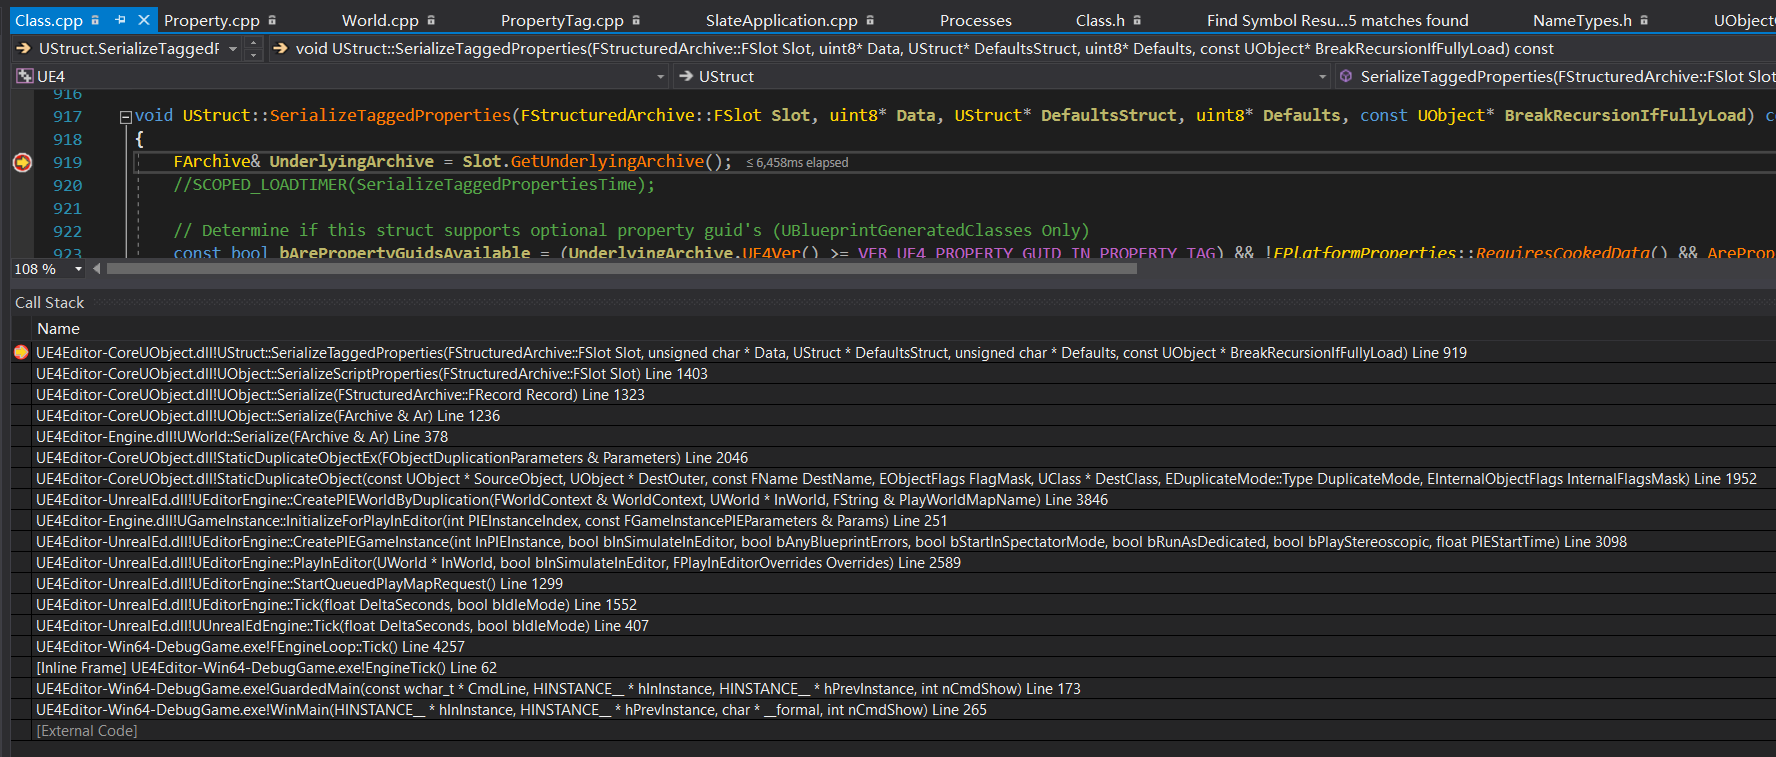 Class.cpp Property.cpp World.cpp PropertyTag.cpp SlateApplication.cpp Processes Class.h Find Symbol Resu...5 matches found NameTypes.h UObject
UStruct.SerializeTaggedF void UStruct::SerializeTaggedProperties(FStructuredArchive::FSlot Slot, uint8* Data, UStruct* DefaultsStruct, uint8* Defaults, const UObject* BreakRecursionIfFullyLoad) const
UE4 UStruct SerializeTaggedProperties(FStructuredArchive::FSlot Slot
916
917 void UStruct::SerializeTaggedProperties(FStructuredArchive::FSlot Slot, uint8* Data, UStruct* DefaultsStruct, uint8* Defaults, const UObject* BreakRecursionIfFullyLoad) co
918 {
919 FArchive& UnderlyingArchive = Slot.GetUnderlyingArchive(); ≤ 6,458ms elapsed
920 //SCOPED_LOADTIMER(SerializeTaggedPropertiesTime);
921
922 // Determine if this struct supports optional property guid's (UBlueprintGeneratedClasses Only)
923 const bool bArePropertyGuidsAvailable = (UnderlyingArchive.UE4Ver() >= VER_UE4_PROPERTY_GUID_IN_PROPERTY_TAG) && !FPlatformProperties::RequiresCookedData() && AreProp
108 %
Call Stack
Name
UE4Editor-CoreUObject.dll!UStruct::SerializeTaggedProperties(FStructuredArchive::FSlot Slot, unsigned char * Data, UStruct * DefaultsStruct, unsigned char * Defaults, const UObject * BreakRecursionIfFullyLoad) Line 919
UE4Editor-CoreUObject.dll!UObject::SerializeScriptProperties(FStructuredArchive::FSlot Slot) Line 1403
UE4Editor-CoreUObject.dll!UObject::Serialize(FStructuredArchive::FRecord Record) Line 1323
UE4Editor-CoreUObject.dll!UObject::Serialize(FArchive & Ar) Line 1236
UE4Editor-Engine.dll!UWorld::Serialize(FArchive & Ar) Line 378
UE4Editor-CoreUObject.dll!StaticDuplicateObjectEx(FObjectDuplicationParameters & Parameters) Line 2046
UE4Editor-CoreUObject.dll!StaticDuplicateObject(const UObject * SourceObject, UObject * DestOuter, const FName DestName, EObjectFlags FlagMask, UClass * DestClass, EDuplicateMode::Type DuplicateMode, EInternalObjectFlags InternalFlagsMask) Line 1952
UE4Editor-UnrealEd.dll!UEditorEngine::CreatePIEWorldByDuplication(FWorldContext & WorldContext, UWorld * InWorld, FString & PlayWorldMapName) Line 3846
UE4Editor-Engine.dll!UGameInstance::InitializeForPlayInEditor(int PIEInstanceIndex, const FGameInstancePIEParameters & Params) Line 251
UE4Editor-UnrealEd.dll!UEditorEngine::CreatePIEGameInstance(int InPIEInstance, bool bInSimulateInEditor, bool bAnyBlueprintErrors, bool bStartInSpectatorMode, bool bRunAsDedicated, bool bPlayStereoscopic, float PIEStartTime) Line 3098
UE4Editor-UnrealEd.dll!UEditorEngine::PlayInEditor(UWorld * InWorld, bool bInSimulateInEditor, FPlayInEditorOverrides Overrides) Line 2589
UE4Editor-UnrealEd.dll!UEditorEngine::StartQueuedPlayMapRequest() Line 1299
UE4Editor-UnrealEd.dll!UEditorEngine::Tick(float DeltaSeconds, bool bIdleMode) Line 1552
UE4Editor-UnrealEd.dll!UUnrealEdEngine::Tick(float DeltaSeconds, bool bIdleMode) Line 407
UE4Editor-Win64-DebugGame.exe!FEngineLoop::Tick() Line 4257
[Inline Frame] UE4Editor-Win64-DebugGame.exe!EngineTick() Line 62
UE4Editor-Win64-DebugGame.exe!GuardedMain(const wchar_t * CmdLine, HINSTANCE__ * hInInstance, HINSTANCE__ * hPrevInstance, int nCmdShow) Line 173
UE4Editor-Win64-DebugGame.exe!WinMain(HINSTANCE__ * hInInstance, HINSTANCE__ * hPrevInstance, char * __formal, int nCmdShow) Line 265
[External Code]